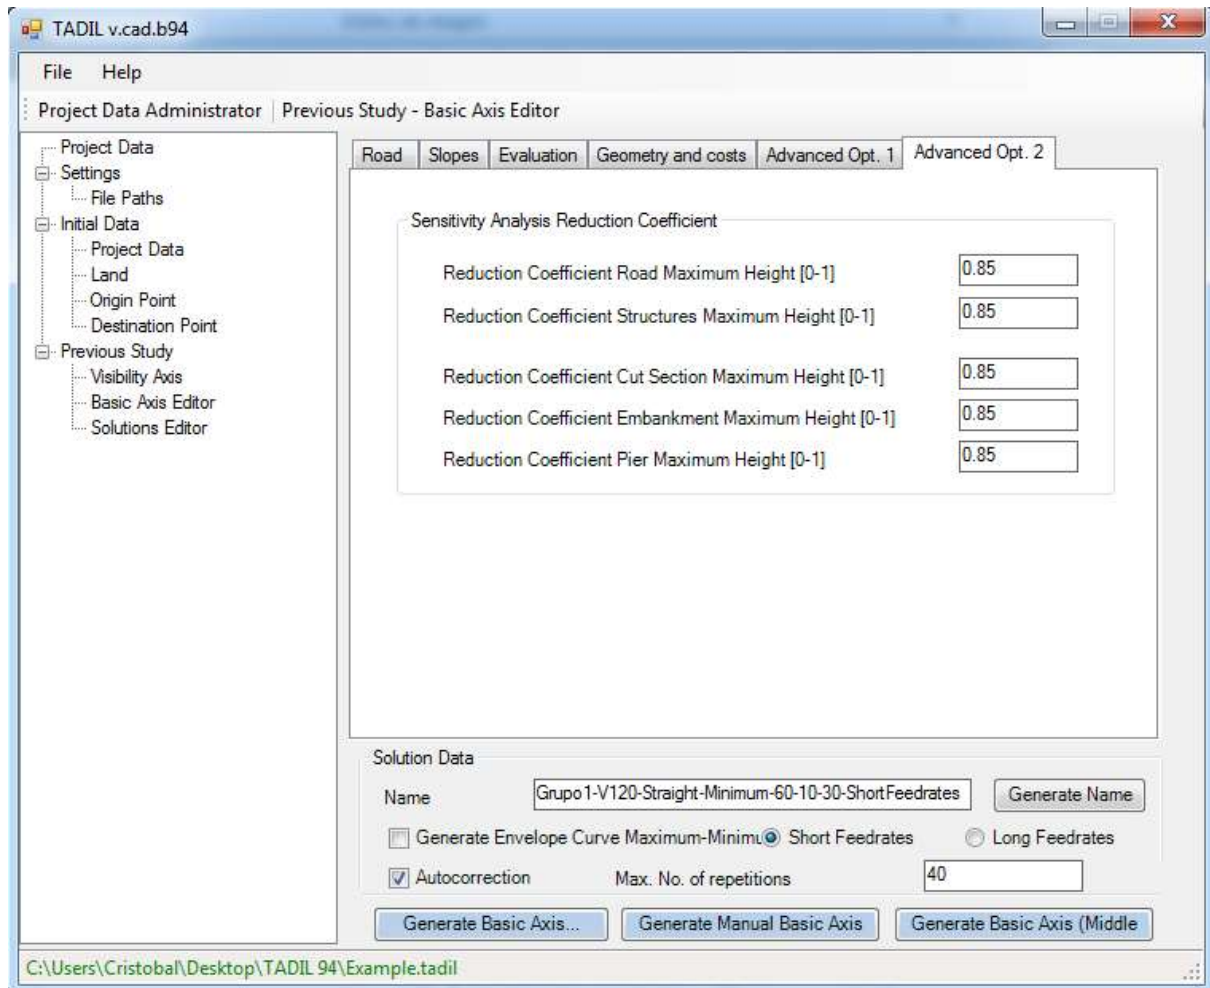 TADIL v.cad.b94
File Help
Project Data Administrator Previous Study - Basic Axis Editor
Project Data
Settings
File Paths
Initial Data
Project Data
Land
Origin Point
Destination Point
Previous Study
Visibility Axis
Basic Axis Editor
Solutions Editor
Road Slopes Evaluation Geometry and costs Advanced Opt. 1 Advanced Opt. 2
Sensitivity Analysis Reduction Coefficient
Reduction Coefficient Road Maximum Height [0-1] 0.85
Reduction Coefficient Structures Maximum Height [0-1] 0.85
Reduction Coefficient Cut Section Maximum Height [0-1] 0.85
Reduction Coefficient Embankment Maximum Height [0-1] 0.85
Reduction Coefficient Pier Maximum Height [0-1] 0.85
Solution Data
Name Grupo1-V120-Straight-Minimum-60-10-30-ShortFeedrates Generate Name
Generate Envelope Curve Maximum-Minimu Short Feedrates Long Feedrates
Autocorrection Max. No. of repetitions 40
Generate Basic Axis... Generate Manual Basic Axis Generate Basic Axis (Middle
C:\Users\Cristobal\Desktop\TADIL 94\Example.tadil